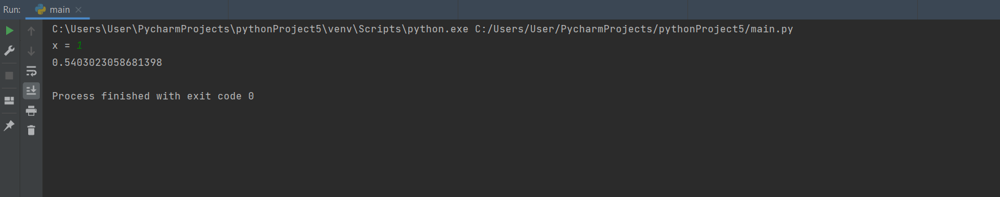 Run: main
C:\Users\User\PycharmProjects\pythonProject5\venv\Scripts\python.exe C:/Users/User/PycharmProjects/pythonProject5/main.py
x = 1
0.5403023058681398
Process finished with exit code 0